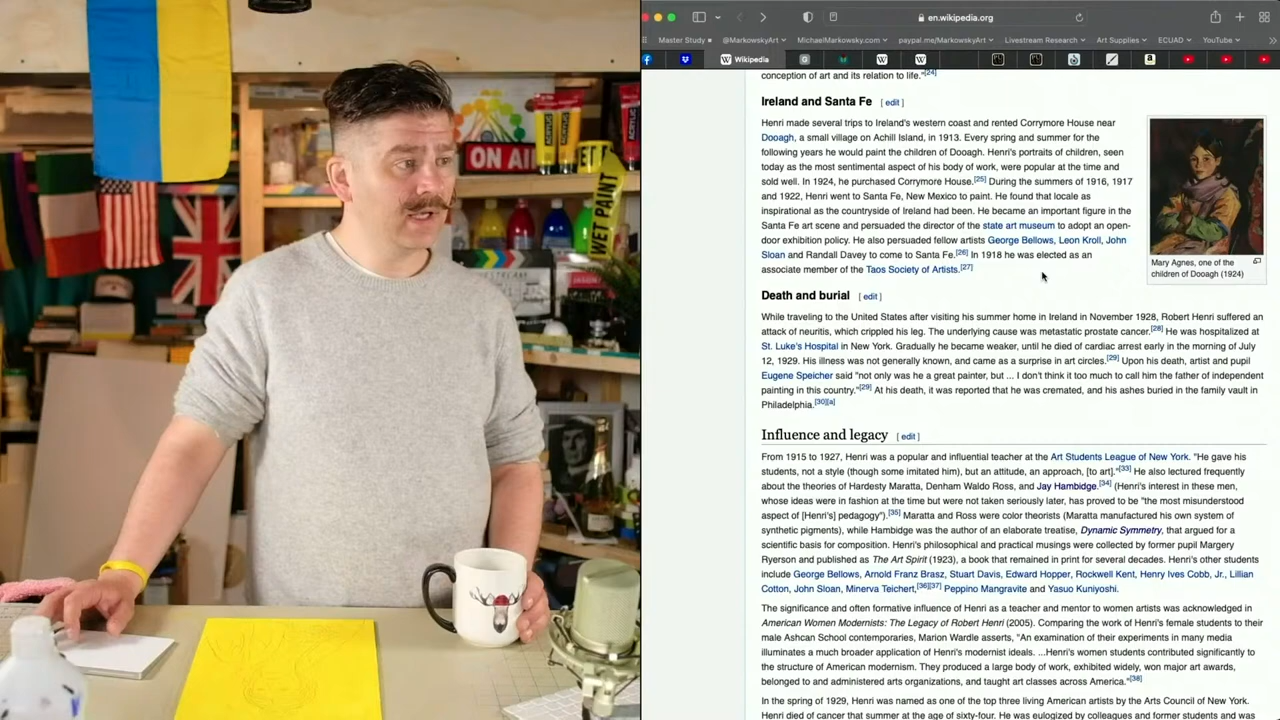 ON AIR
WET PAINT
ACRYLIC
en.wikipedia.org
Master Study
@MarkowskyArt
MichaelMarkowsky.com
paypal.me/MarkowskyArt
Livestream Research
Art Supplies
ECUAD
YouTube
Wikipedia
conception of art and its relation to life."[24]
Ireland and Santa Fe [ edit ]
Henri made several trips to Ireland's western coast and rented Corrymore House near
Dooagh, a small village on Achill Island, in 1913. Every spring and summer for the
following years he would paint the children of Dooagh. Henri's portraits of children, seen
today as the most sentimental aspect of his body of work, were popular at the time and
sold well. In 1924, he purchased Corrymore House.[25] During the summers of 1916, 1917
and 1922, Henri went to Santa Fe, New Mexico to paint. He found that locale as
inspirational as the countryside of Ireland had been. He became an important figure in the
Santa Fe art scene and persuaded the director of the state art museum to adopt an open-
door exhibition policy. He also persuaded fellow artists George Bellows, Leon Kroll, John
Sloan and Randall Davey to come to Santa Fe.[26] In 1918 he was elected as an
associate member of the Taos Society of Artists.[27]
Mary Agnes, one of the
children of Dooagh (1924)
Death and burial [ edit ]
While traveling to the United States after visiting his summer home in Ireland in November 1928, Robert Henri suffered an
attack of neuritis, which crippled his leg. The underlying cause was metastatic prostate cancer.[28] He was hospitalized at
St. Luke's Hospital in New York. Gradually he became weaker, until he died of cardiac arrest early in the morning of July
12, 1929. His illness was not generally known, and came as a surprise in art circles.[29] Upon his death, artist and pupil
Eugene Speicher said "not only was he a great painter, but ... I don't think it too much to call him the father of independent
painting in this country."[29] At his death, it was reported that he was cremated, and his ashes buried in the family vault in
Philadelphia.[30][a]
Influence and legacy [ edit ]
From 1915 to 1927, Henri was a popular and influential teacher at the Art Students League of New York. "He gave his
students, not a style (though some imitated him), but an attitude, an approach, [to art]."[33] He also lectured frequently
about the theories of Hardesty Maratta, Denham Waldo Ross, and Jay Hambidge.[34] (Henri's interest in these men,
whose ideas were in fashion at the time but were not taken seriously later, has proved to be "the most misunderstood
aspect of [Henri's] pedagogy").[35] Maratta and Ross were color theorists (Maratta manufactured his own system of
synthetic pigments), while Hambidge was the author of an elaborate treatise, Dynamic Symmetry, that argued for a
scientific basis for composition. Henri's philosophical and practical musings were collected by former pupil Margery
Ryerson and published as The Art Spirit (1923), a book that remained in print for several decades. Henri's other students
include George Bellows, Arnold Franz Brasz, Stuart Davis, Edward Hopper, Rockwell Kent, Henry Ives Cobb, Jr., Lillian
Cotton, John Sloan, Minerva Teichert,[36][37] Peppino Mangravite and Yasuo Kuniyoshi.
The significance and often formative influence of Henri as a teacher and mentor to women artists was acknowledged in
American Women Modernists: The Legacy of Robert Henri (2005). Comparing the work of Henri's female students to their
male Ashcan School contemporaries, Marion Wardle asserts, "An examination of their experiments in many media
illuminates a much broader application of Henri's modernist ideals. ...Henri's women students contributed significantly to
the structure of American modernism. They produced a large body of work, exhibited widely, won major art awards,
belonged to and administered arts organizations, and taught art classes across America."[38]
In the spring of 1929, Henri was named as one of the top three living American artists by the Arts Council of New York.
Henri died of cancer that summer at the age of sixty-four. He was eulogized by colleagues and former students and was